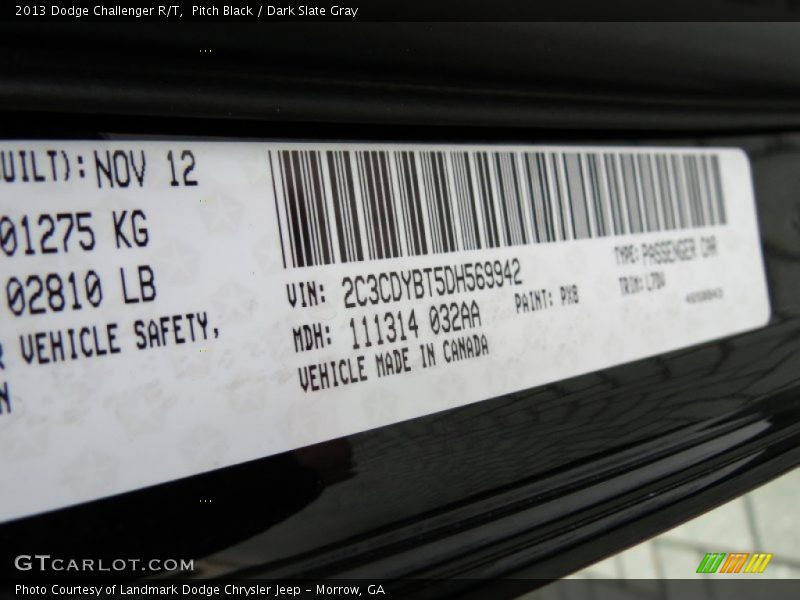 2013 Dodge Challenger R/T,  Pitch Black / Dark Slate Gray
UILT): NOV 12
01275 KG
02810 LB
VEHICLE SAFETY,
N
VIN: 2C3CDYBT5DH569942
TYPE: PASSENGER CAR
MDH: 111314 032AA
PAINT: PX8
TRIM:
VEHICLE MADE IN CANADA
GTCARLOT.COM
Photo Courtesy of Landmark Dodge Chrysler Jeep - Morrow, GA